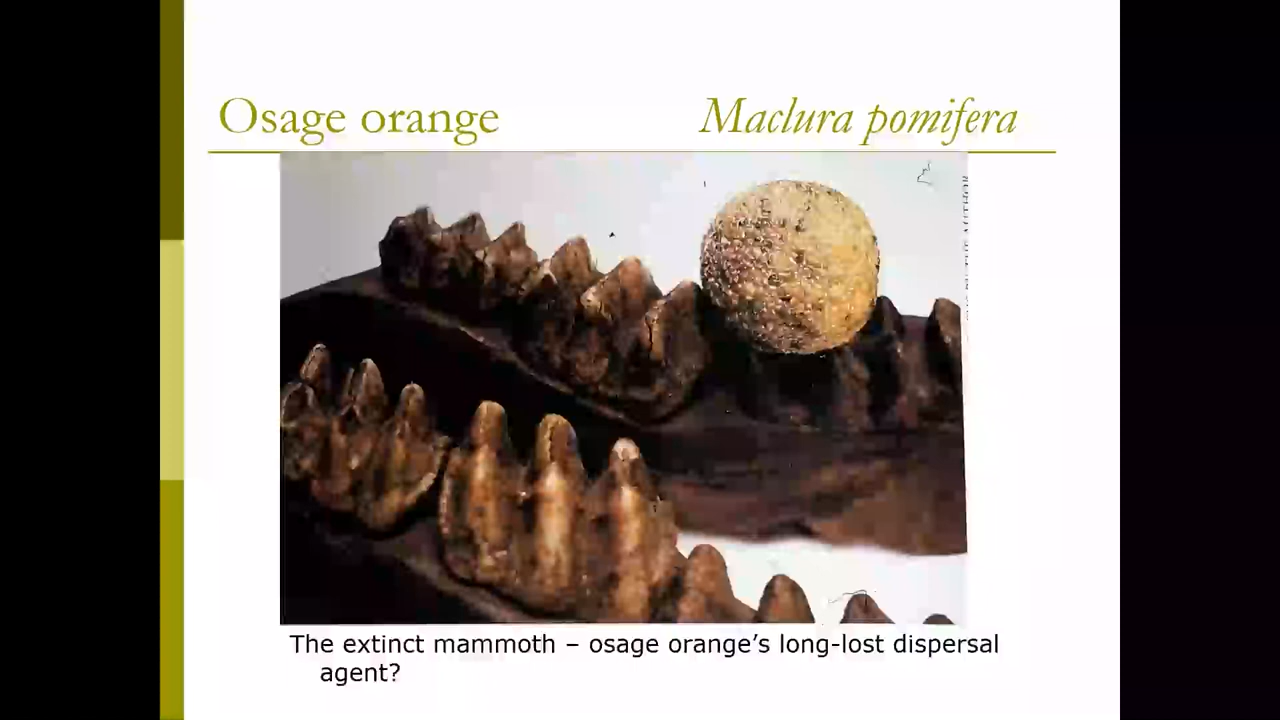 Osage orange Maclura pomifera
The extinct mammoth – osage orange’s long-lost dispersal
agent?